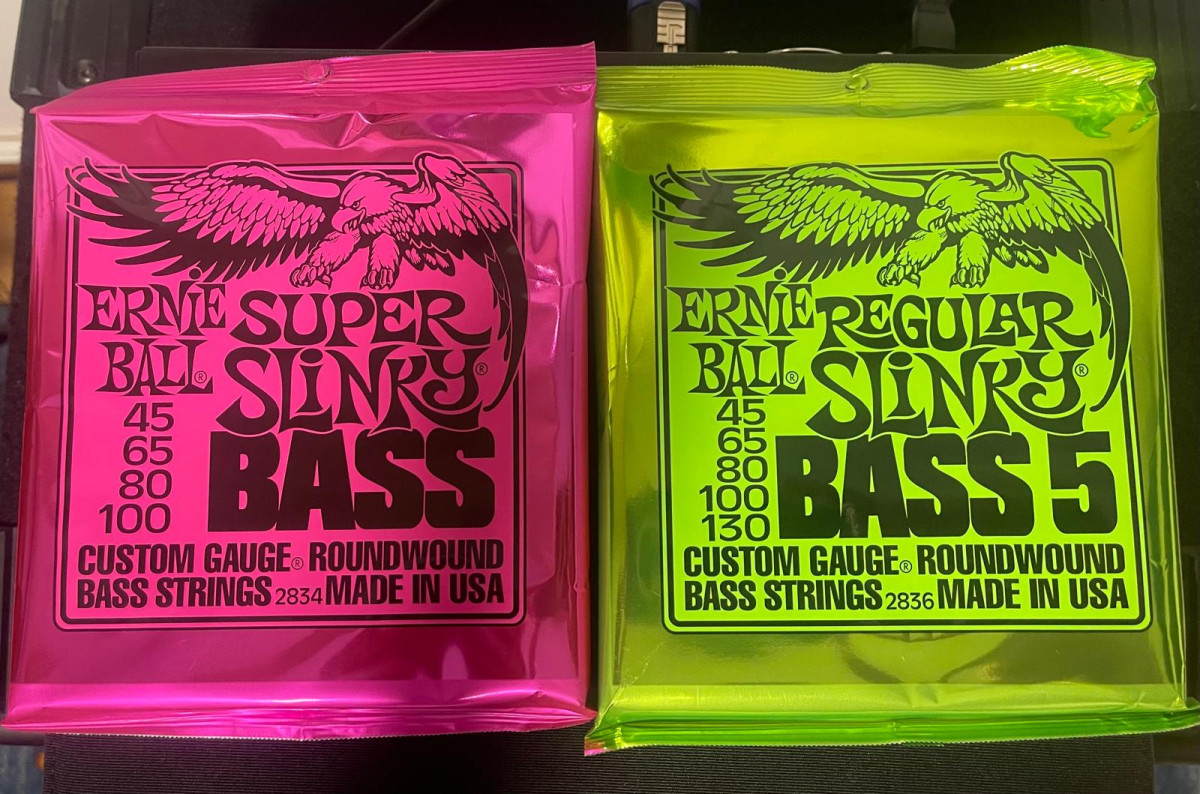 ERNiE SUPER
BALL® SLiNKY®
45
65
80
100
BASS
CUSTOM GAUGE® ROUNDWOUND
BASS STRINGS 2834 MADE IN USA
ERNiE REGULAR
BALL® SLiNKY®
45
65
80
100
130
BASS 5
CUSTOM GAUGE® ROUNDWOUND
BASS STRINGS 2836 MADE IN USA